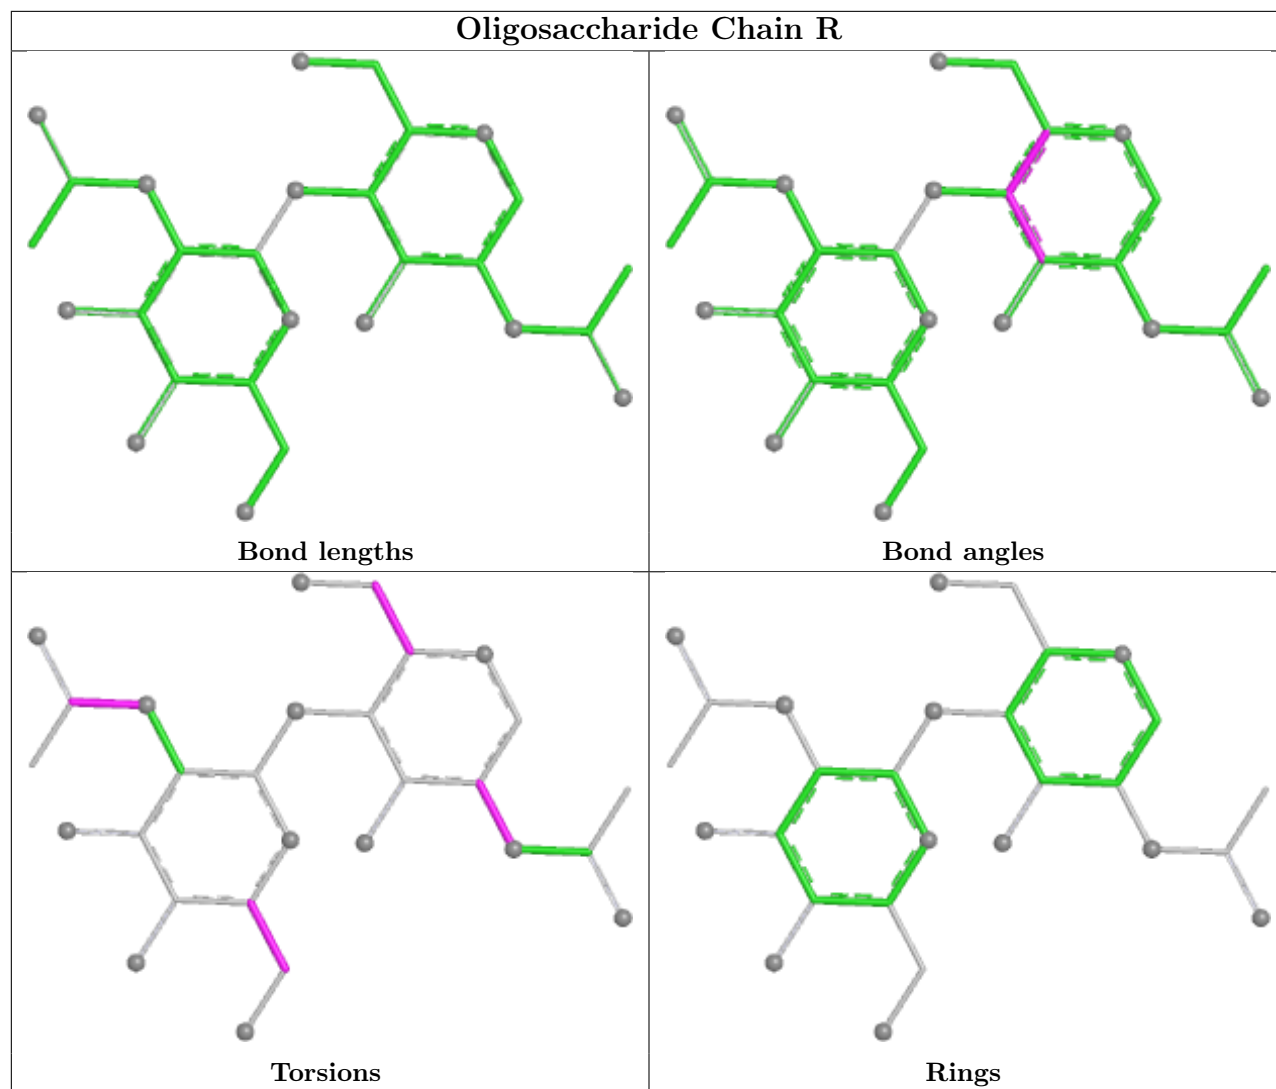 Oligosaccharide Chain R
Bond lengths
Bond angles
Torsions
Rings